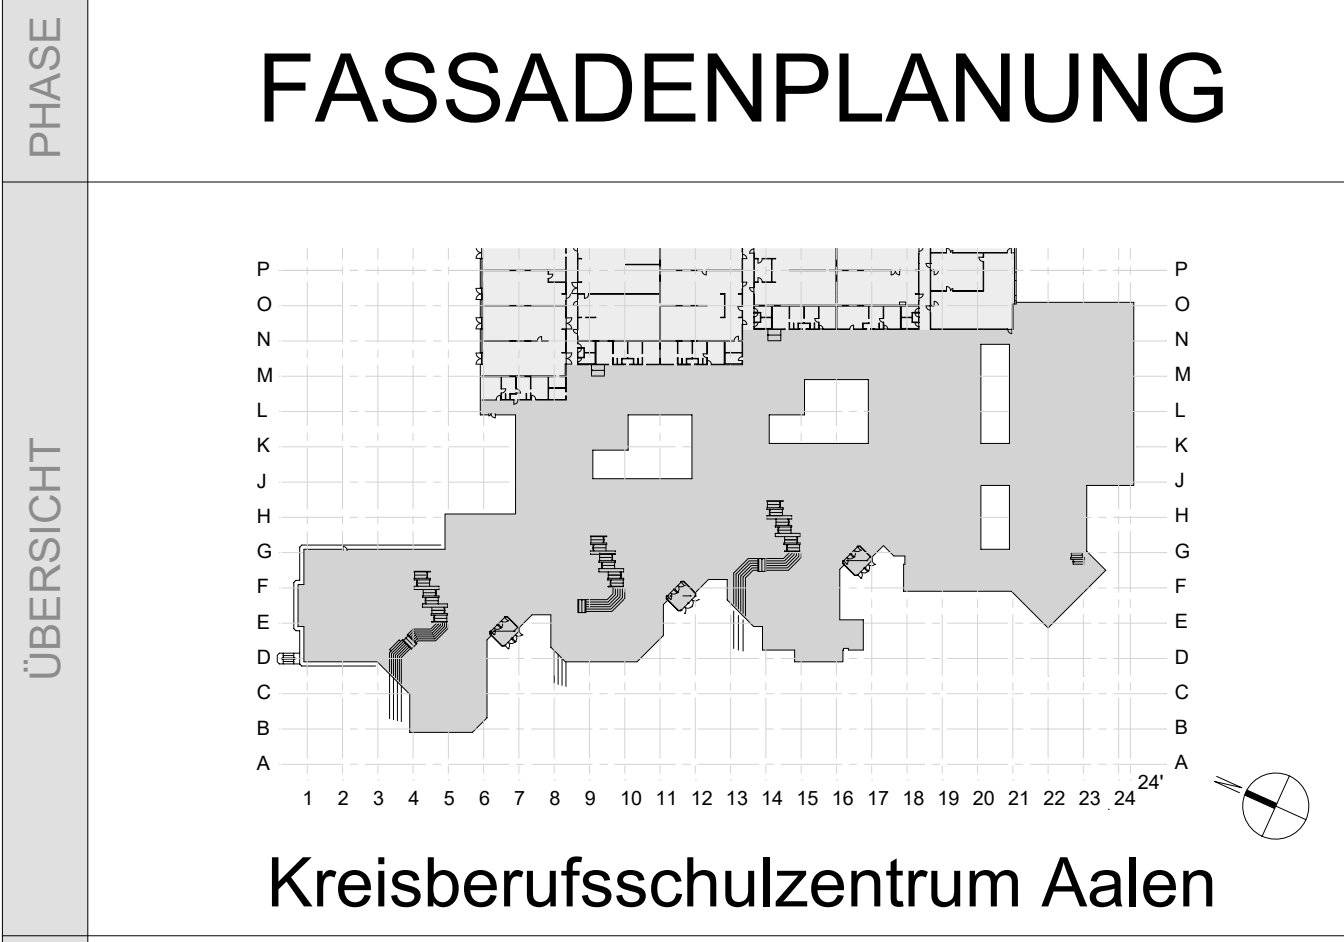 PHASE
FASSADENPLANUNG
ÜBERSICHT
P P
O O
N N
M M
L L
K K
J J
H H
G G
F F
E E
D D
C C
B B
A A
1 2 3 4 5 6 7 8 9 10 11 12 13 14 15 16 17 18 19 20 21 22 23 24 24'
N
Kreisberufsschulzentrum Aalen